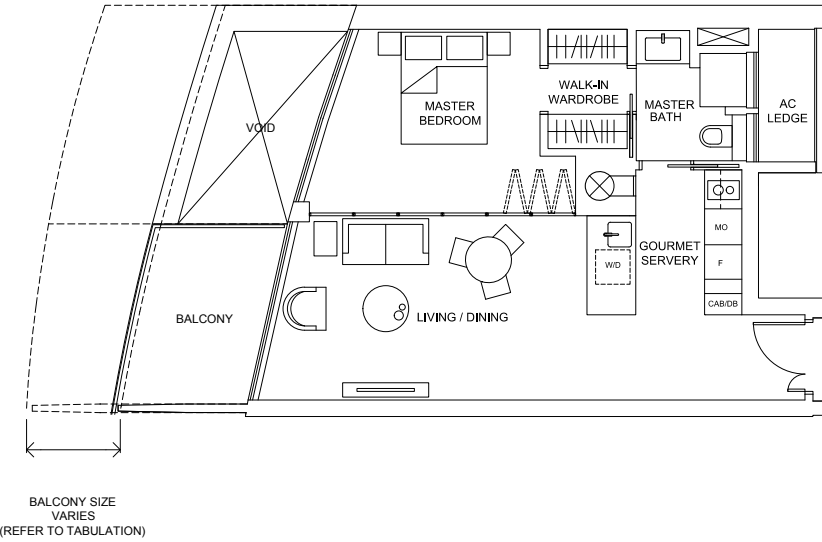 VOID
MASTER
BEDROOM
WALK-IN
WARDROBE
MASTER
BATH
AC
LEDGE
MO
F
CAB/DB
GOURMET
SERVERY
W/D
BALCONY
LIVING / DINING
BALCONY SIZE
VARIES
(REFER TO TABULATION)